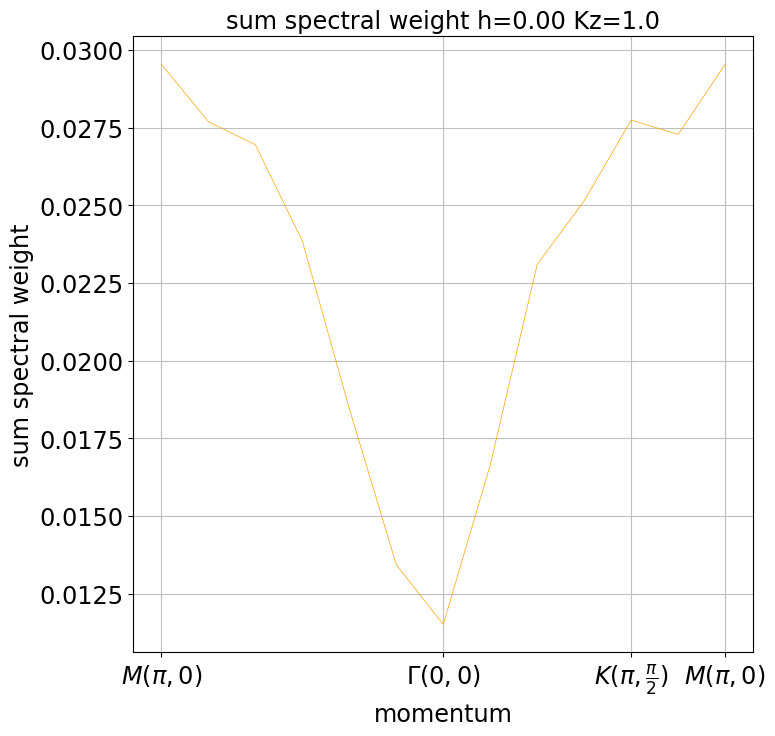 sum spectral weight h=0.00 Kz=1.0
0.0300
0.0275
0.0250
0.0225
0.0200
0.0175
0.0150
0.0125
sum spectral weight
M(π, 0) Γ(0, 0) K(π, π/2) M(π, 0)
momentum